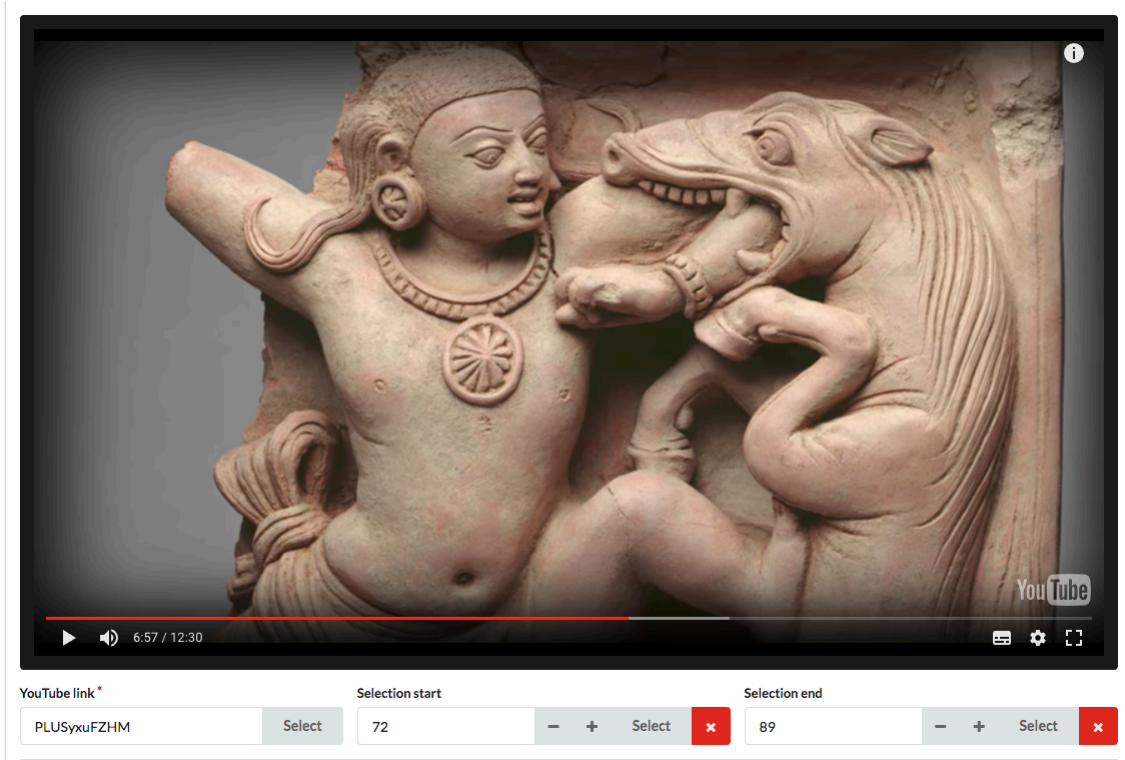 YouTube
6:57 / 12:30
YouTube link *
Selection start
Selection end
PLUSyxuFZHM
Select
72
Select
89
Select